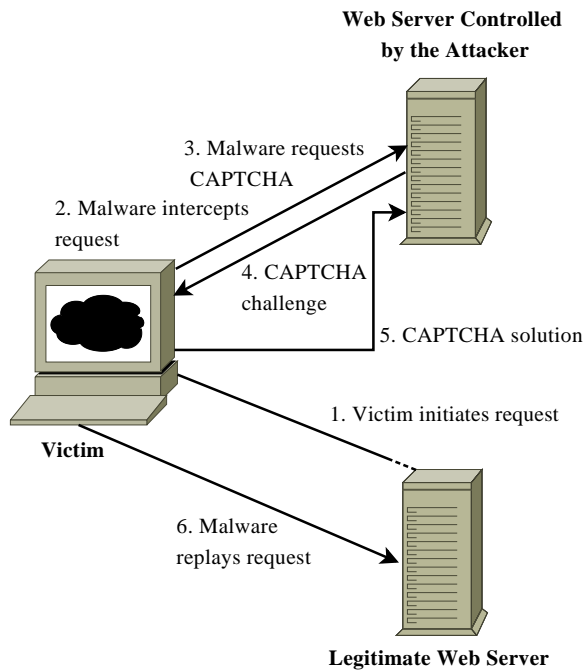 Web Server Controlled
by the Attacker
3. Malware requests
CAPTCHA
2. Malware intercepts
request
4. CAPTCHA
challenge
5. CAPTCHA solution
1. Victim initiates request
Victim
6. Malware
replays request
Legitimate Web Server